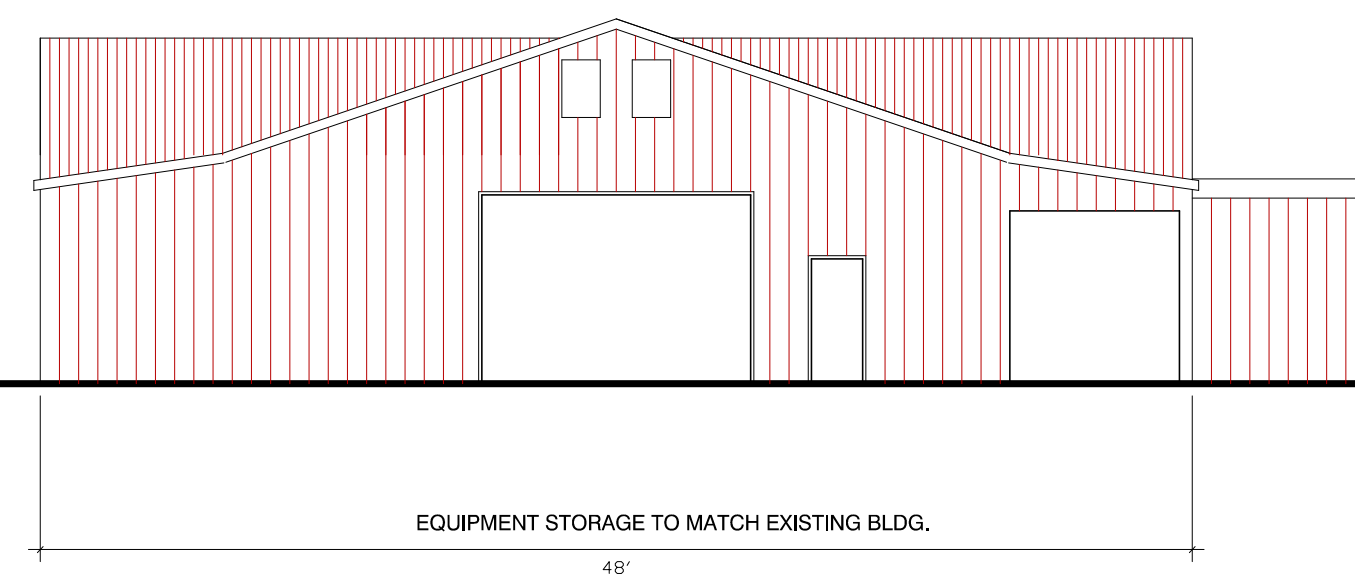 EQUIPMENT STORAGE TO MATCH EXISTING BLDG.
48′